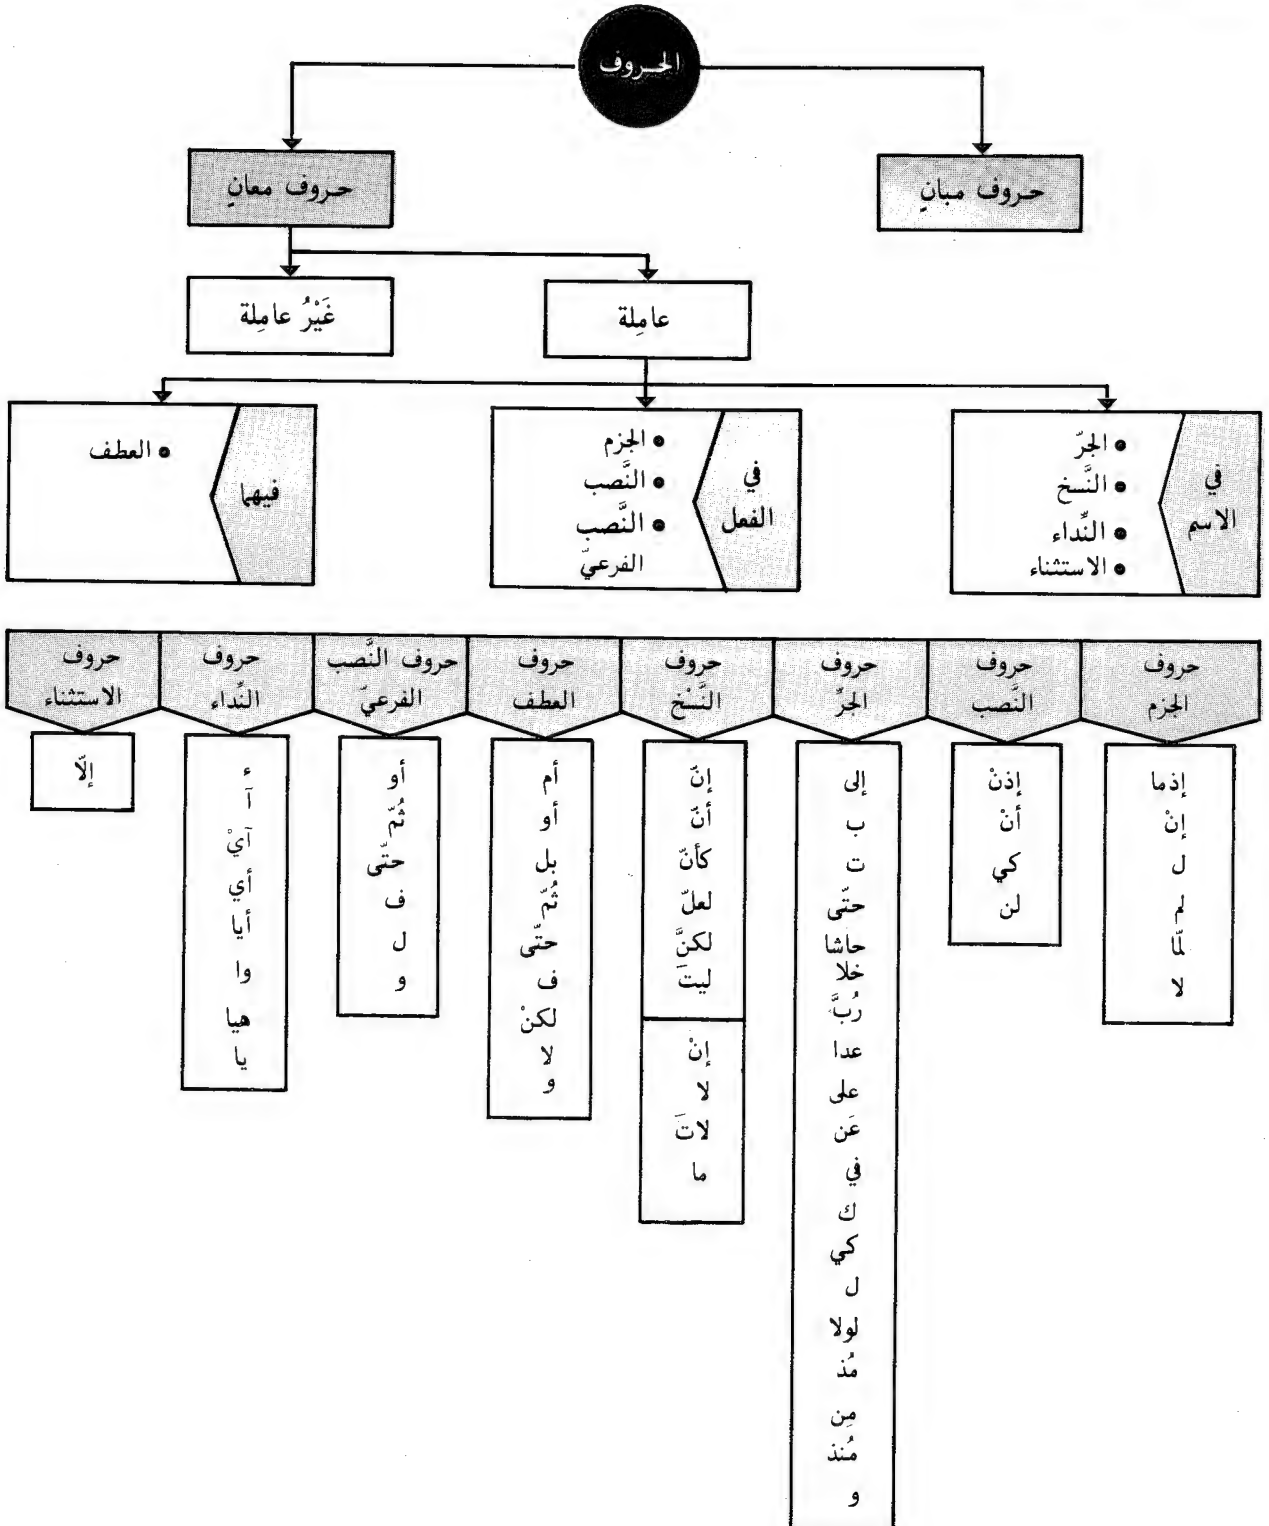 الحروف
حروف مبانٍ
حروف معانٍ
عامِلة
غَيْرُ عامِلة
في
الاسم
• الجرّ
• النَّسخ
• النِّداء
• الاستثناء
في
الفعل
• الجزم
• النَّصب
• النَّصب
الفرعيّ
فيهما
• العطف
حروف
الجزم
إذما
إنْ
ل
لم
لمّا
لا
حروف
النَّصب
إذنْ
أنْ
كي
لن
حروف
الجرِّ
إلى
ب
ت
حتّى
حاشا
خلا
رُبَّ
عدا
على
عَن
في
ك
كي
ل
لولا
مُذ
مِن
مُنذ
و
حروف
النَّسْخ
إنّ
أنّ
كأنّ
لعلّ
لكنَّ
ليتَ
إنْ
لا
لاتَ
ما
حروف
العطف
أم
أو
بل
ثُمّ
حتّى
ف
لكنْ
لا
و
حروف النَّصب
الفرعيّ
أو
ثُمّ
حتّى
ف
ل
و
حروف
النِّداء
ء
آ
آيْ
أي
أيا
وا
هيا
يا
حروف
الاستثناء
إلّا